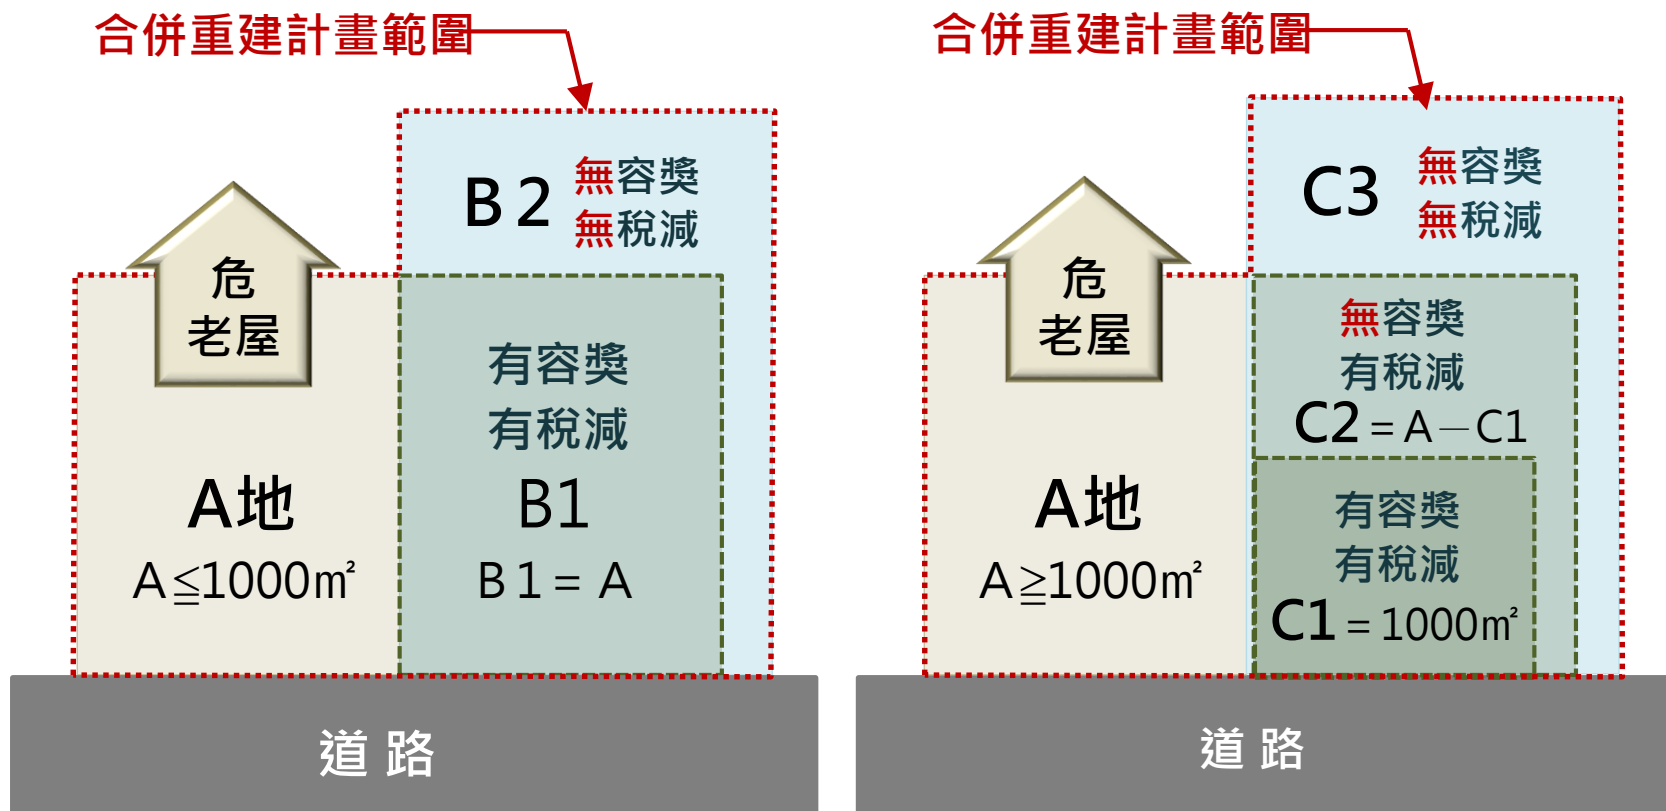 合併重建計畫範圍
B2
無容獎
無稅減
危
老屋
有容獎
有稅減
A地
B1
A≦1000㎡
B1=A
道路
合併重建計畫範圍
C3
無容獎
無稅減
危
老屋
無容獎
有稅減
C2=A－C1
A地
有容獎
有稅減
A≧1000㎡
C1=1000㎡
道路